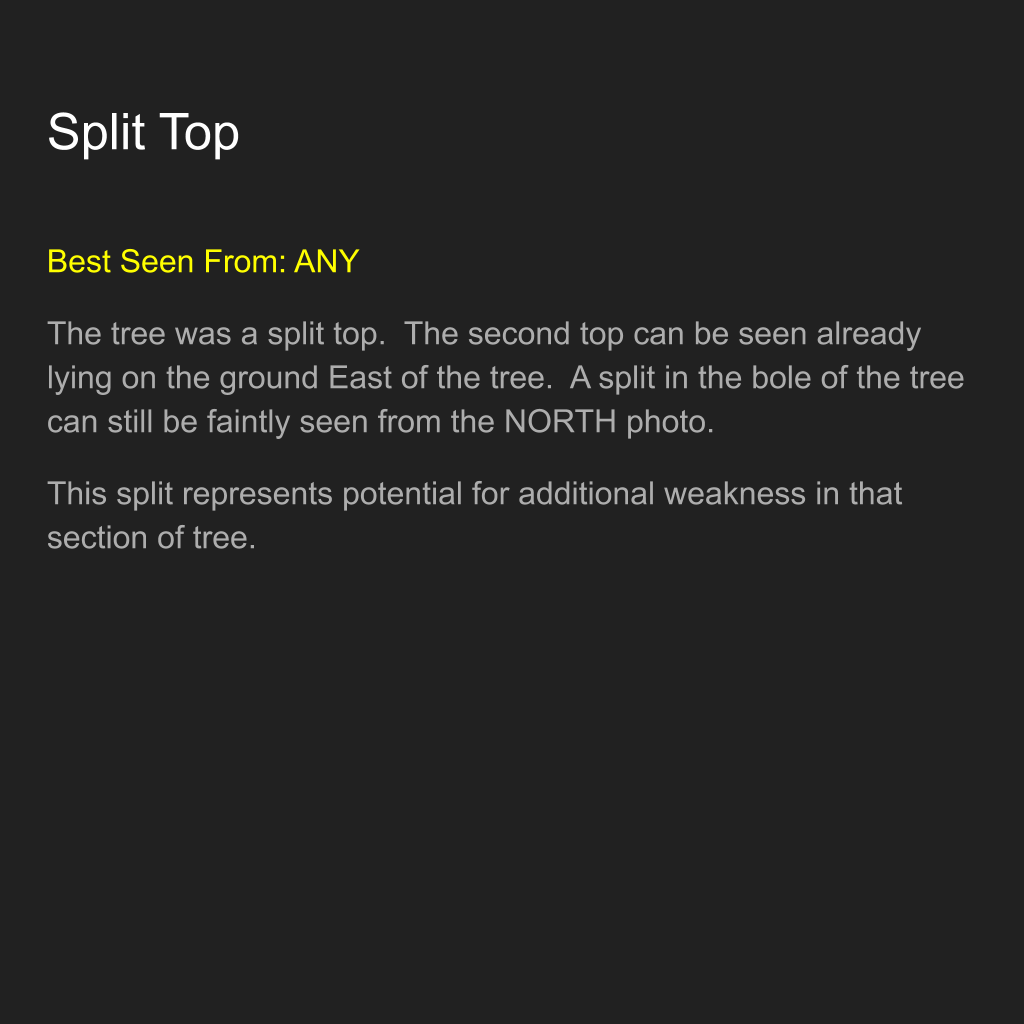 Split Top
Best Seen From: ANY
The tree was a split top.  The second top can be seen already
lying on the ground East of the tree.  A split in the bole of the tree
can still be faintly seen from the NORTH photo.
This split represents potential for additional weakness in that
section of tree.